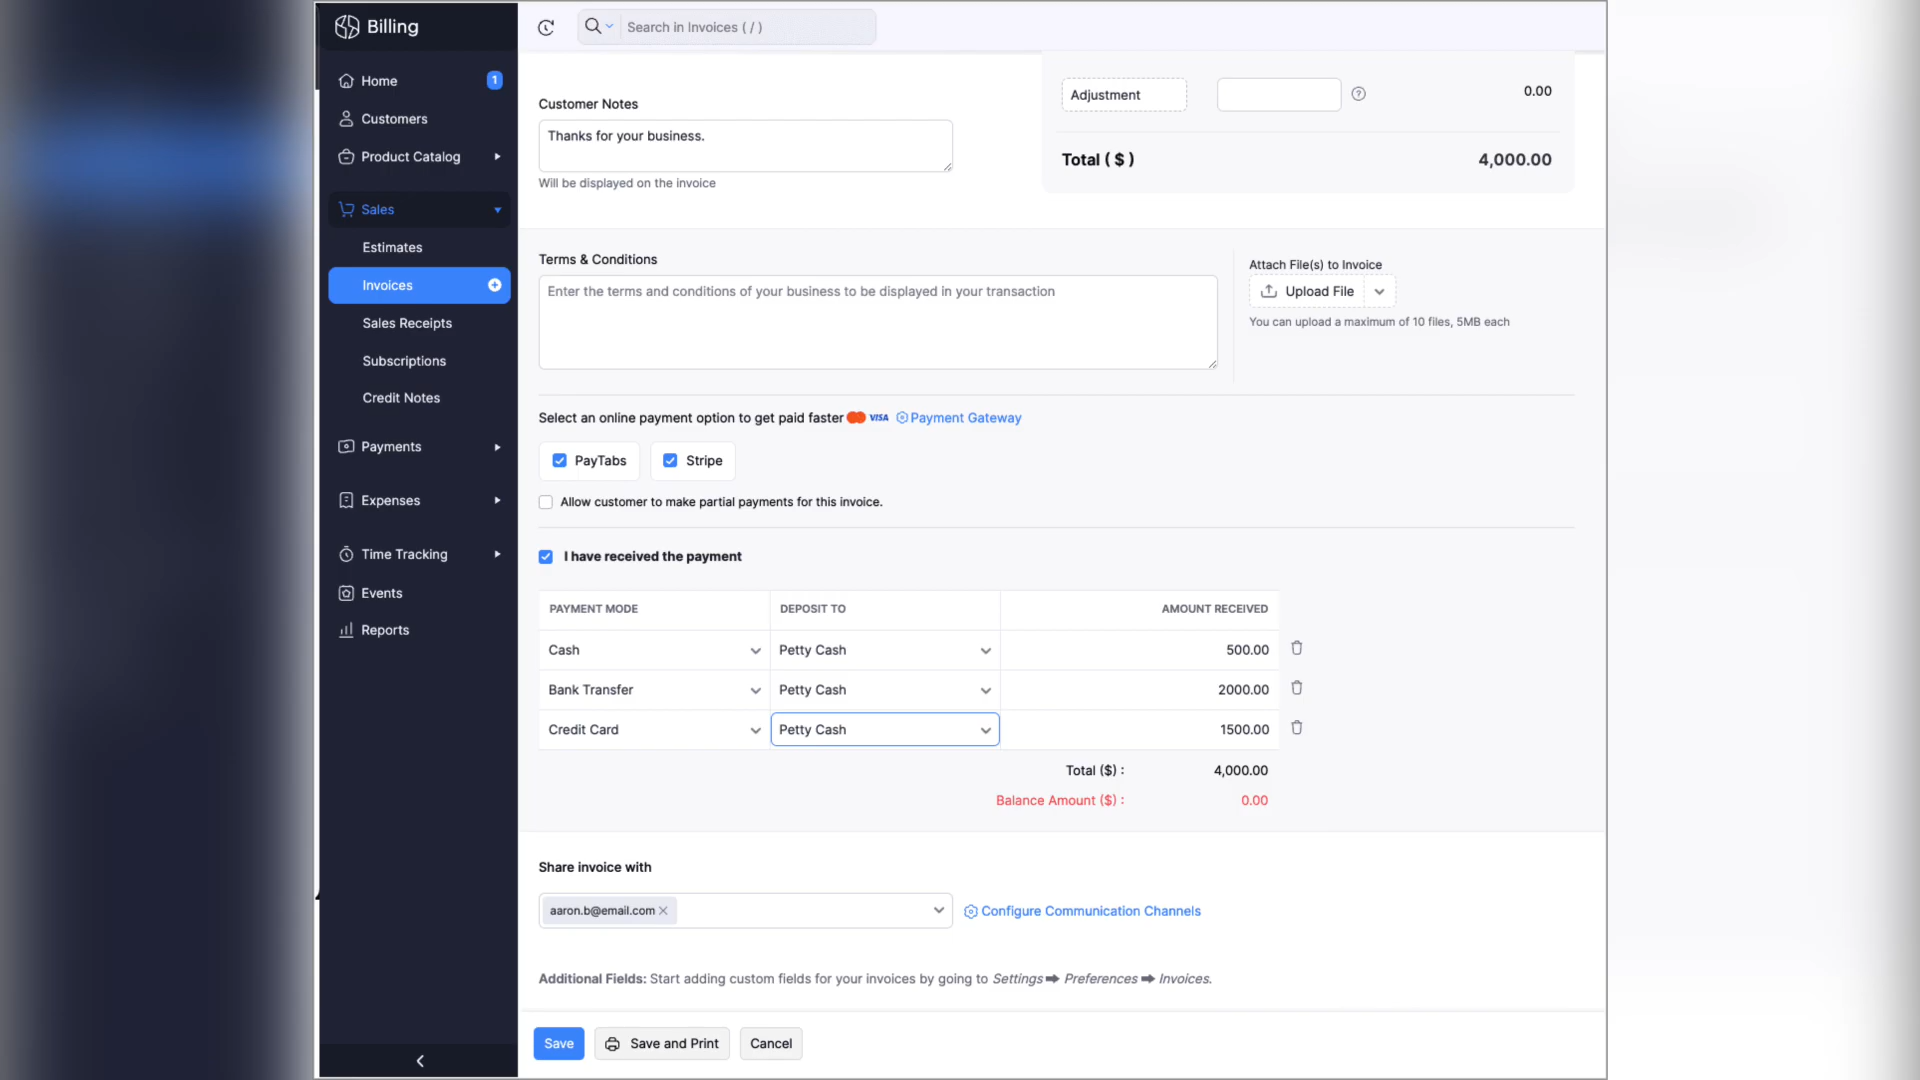 Billing
Search in Invoices ( / )
Home
1
Customers
Product Catalog
Sales
Estimates
Invoices
Sales Receipts
Subscriptions
Credit Notes
Payments
Expenses
Time Tracking
Events
Reports
Adjustment
0.00
Customer Notes
Thanks for your business.
Will be displayed on the invoice
Total ( $ )
4,000.00
Terms & Conditions
Enter the terms and conditions of your business to be displayed in your transaction
Attach File(s) to Invoice
Upload File
You can upload a maximum of 10 files, 5MB each
Select an online payment option to get paid faster VISA Payment Gateway
PayTabs
Stripe
Allow customer to make partial payments for this invoice.
I have received the payment
PAYMENT MODE DEPOSIT TO AMOUNT RECEIVED
Cash Petty Cash 500.00
Bank Transfer Petty Cash 2000.00
Credit Card Petty Cash 1500.00
Total ($) : 4,000.00
Balance Amount ($) : 0.00
Share invoice with
aaron.b@email.com
Configure Communication Channels
Additional Fields: Start adding custom fields for your invoices by going to Settings ➡ Preferences ➡ Invoices.
Save
Save and Print
Cancel